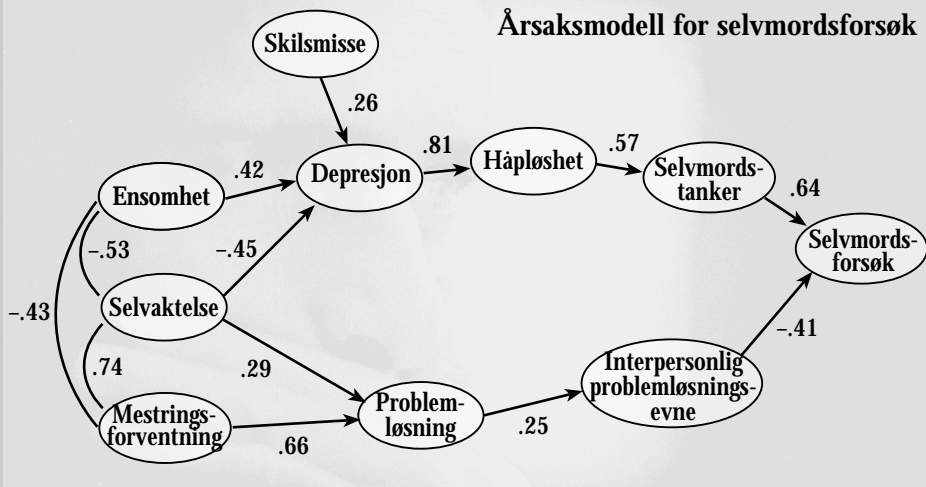 Årsaksmodell for selvmordsforsøk
Skilsmisse
.26
Depresjon
.81
Håpløshet
.57
Selvmords-
tanker
.64
Selvmords-
forsøk
Ensomhet
.42
–.53
–.45
–.43
Selvaktelse
.74
.29
Mestrings-
forventning
.66
Problem-
løsning
.25
Interpersonlig
problemløsnings-
evne
–.41